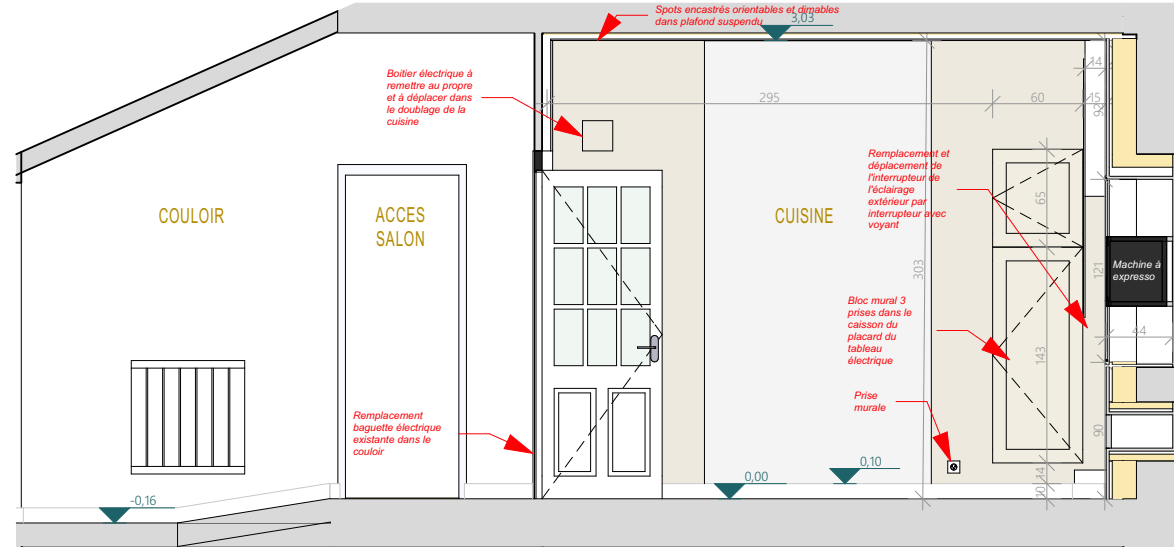 Spots encastrés orientables et dimables
dans plafond suspendu
3,03
Boitier électrique à
remettre au propre
et à déplacer dans
le doublage de la
cuisine
14
295
60
15
92
Remplacement et
déplacement de
l'interrupteur de
l'éclairage
extérieur par
interrupteur avec
voyant
65
COULOIR
ACCES
SALON
CUISINE
303
121
Machine à
expresso
Bloc mural 3
prises dans le
caisson du
placard du
tableau
électrique
44
143
Prise
murale
Remplacement
baguette électrique
existante dans le
couloir
90
0,10
0,00
14
10
-0,16